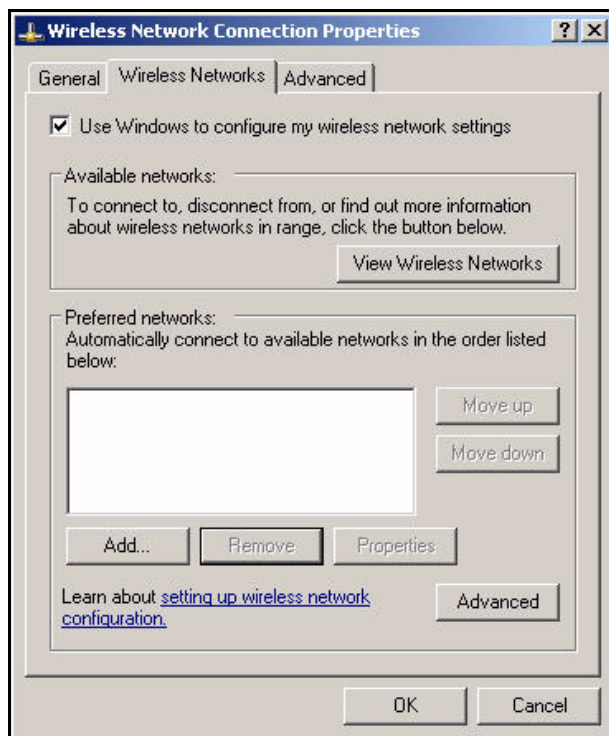 Wireless Network Connection Properties
General
Wireless Networks
Advanced
Use Windows to configure my wireless network settings
Available networks:
To connect to, disconnect from, or find out more information
about wireless networks in range, click the button below.
View Wireless Networks
Preferred networks:
Automatically connect to available networks in the order listed
below:
Move up
Move down
Add...
Remove
Properties
Learn about setting up wireless network
configuration.
Advanced
OK
Cancel